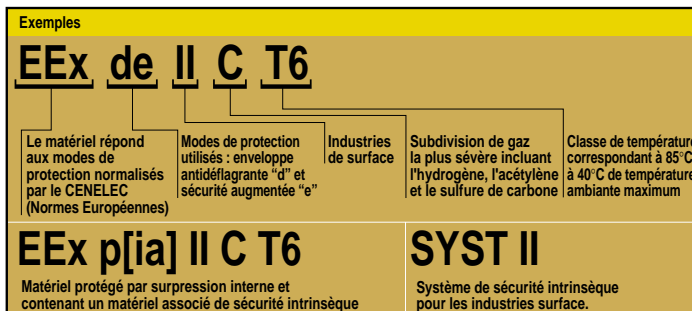 Exemples
EEx de II C T6
Le matériel répond
aux modes de
protection normalisés
par le CENELEC
(Normes Européennes)
Modes de protection
utilisés : enveloppe
antidéflagrante “d” et
sécurité augmentée “e”
Industries
de surface
Subdivision de gaz
la plus sévère incluant
l'hydrogène, l'acétylène
et le sulfure de carbone
Classe de température
correspondant à 85°C
à 40°C de température
ambiante maximum
EEx p[ia] II C T6
Matériel protégé par surpression interne et
contenant un matériel associé de sécurité intrinsèque
SYST II
Système de sécurité intrinsèque
pour les industries surface.